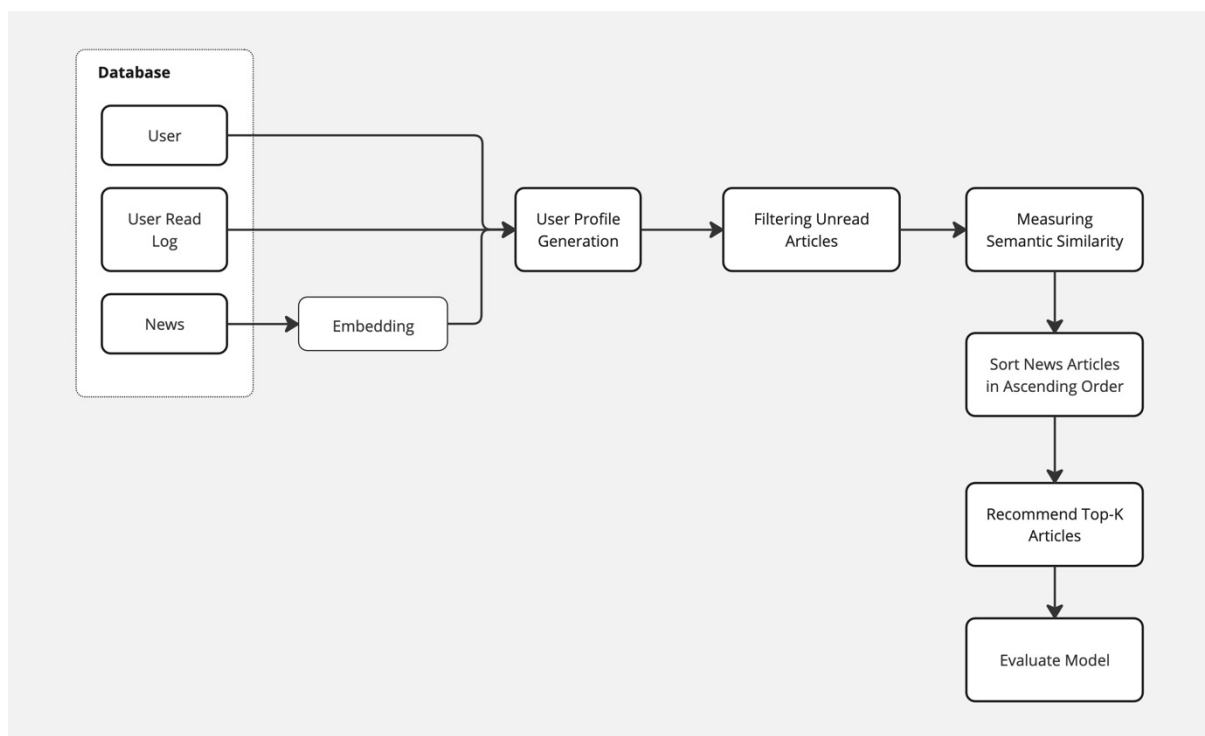 Database
User
User Read
Log
News
Embedding
User Profile
Generation
Filtering Unread
Articles
Measuring
Semantic Similarity
Sort News Articles
in Ascending Order
Recommend Top-K
Articles
Evaluate Model